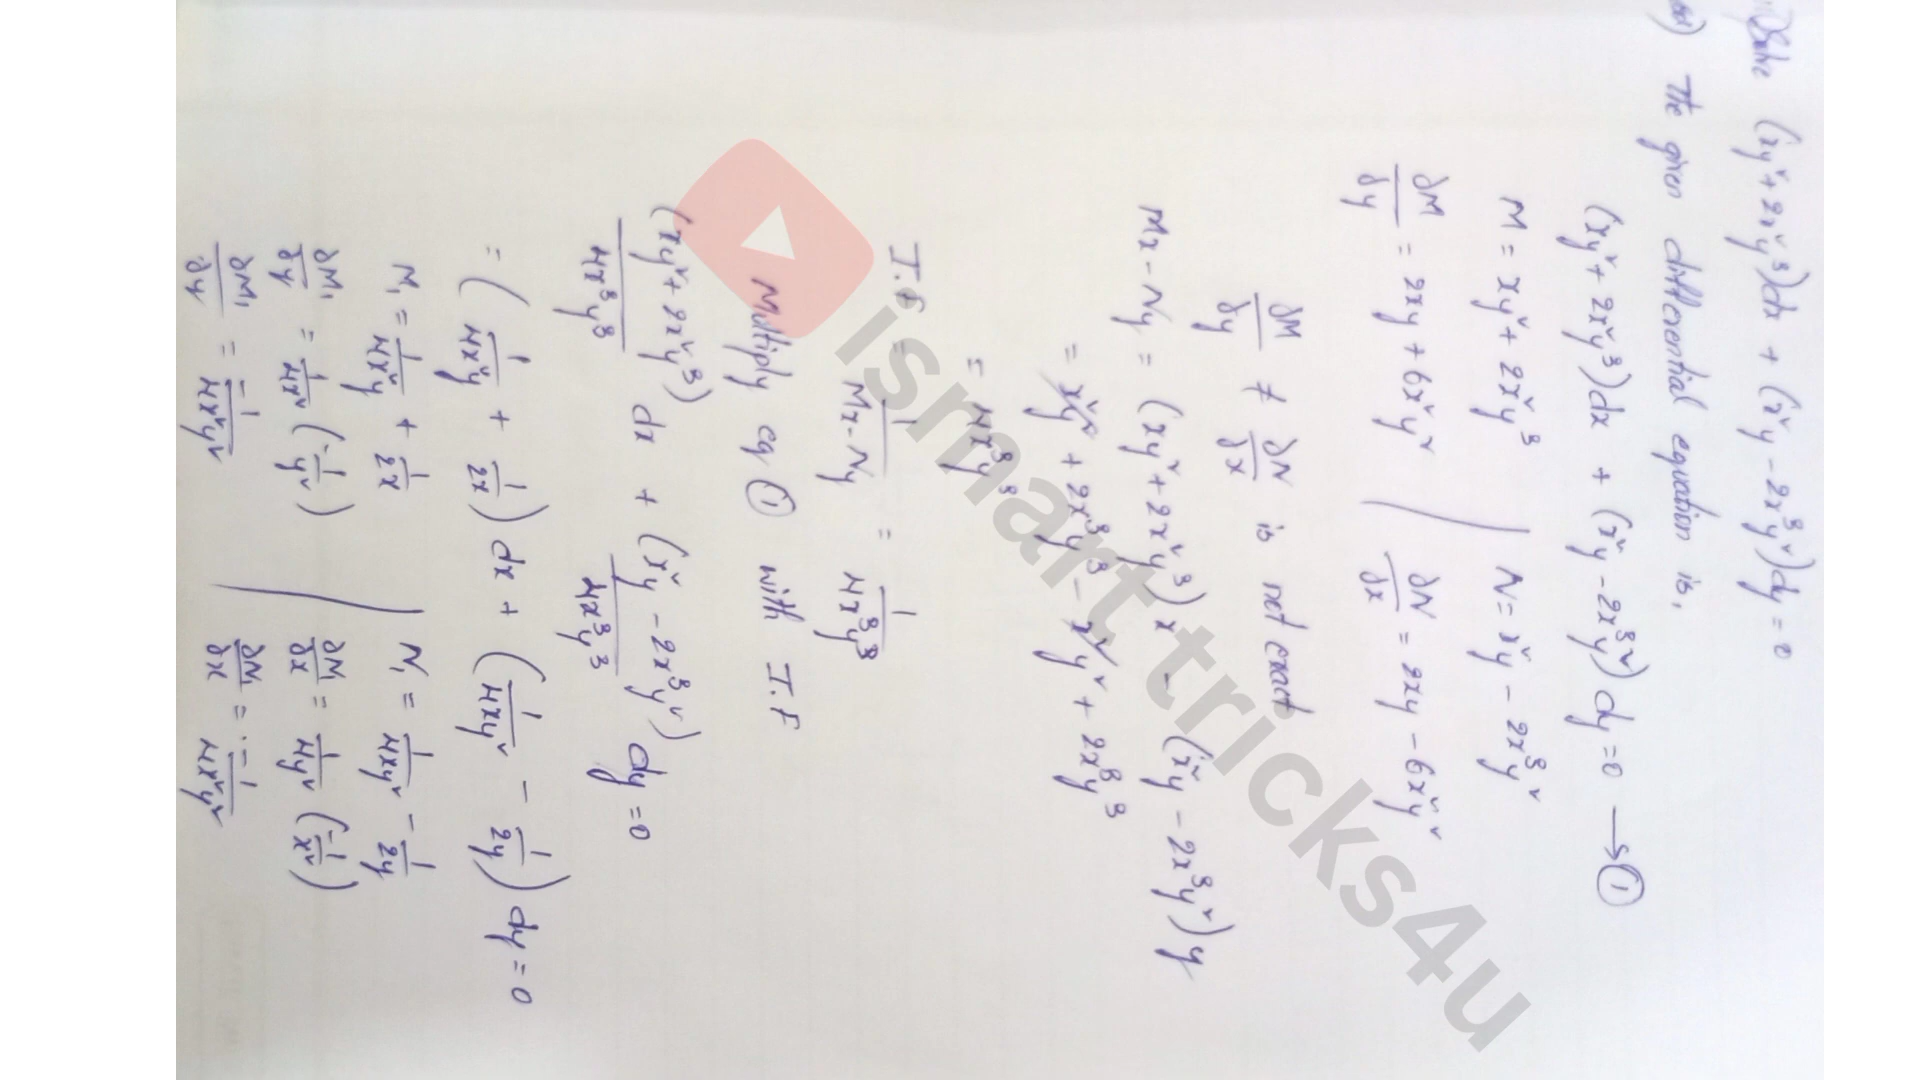 Solve (xy² + 2x²y³)dx + (x²y - 2x³y²)dy = 0
The given differential equation is,
(xy² + 2x²y³)dx + (x²y - 2x³y²)dy = 0 → ①
M = xy² + 2x²y³ | N = x²y - 2x³y²
∂M/∂y = 2xy + 6x²y² | ∂N/∂x = 2xy - 6x²y²
∂M/∂y ≠ ∂N/∂x is not exact
Mx - Ny = (xy² + 2x²y³)x - (x²y - 2x³y²)y
= x²y² + 2x³y³ - x²y² + 2x³y³
= 4x³y³
I.F = 1/(Mx - Ny) = 1/(4x³y³)
Multiply eq ① with I.F
(xy² + 2x²y³)/(4x³y³) dx + (x²y - 2x³y²)/(4x³y³) dy = 0
= (1/(4x²y) + 1/(2x)) dx + (1/(4xy²) - 1/(2y)) dy = 0
M₁ = 1/(4x²y) + 1/(2x) | N₁ = 1/(4xy²) - 1/(2y)
∂M₁/∂y = 1/(4x²) (-1/y²) | ∂N₁/∂x = 1/(4y²) (-1/x²)
∂M₁/∂y = -1/(4x²y²) | ∂N₁/∂x = -1/(4x²y²)
ismart tricks4u